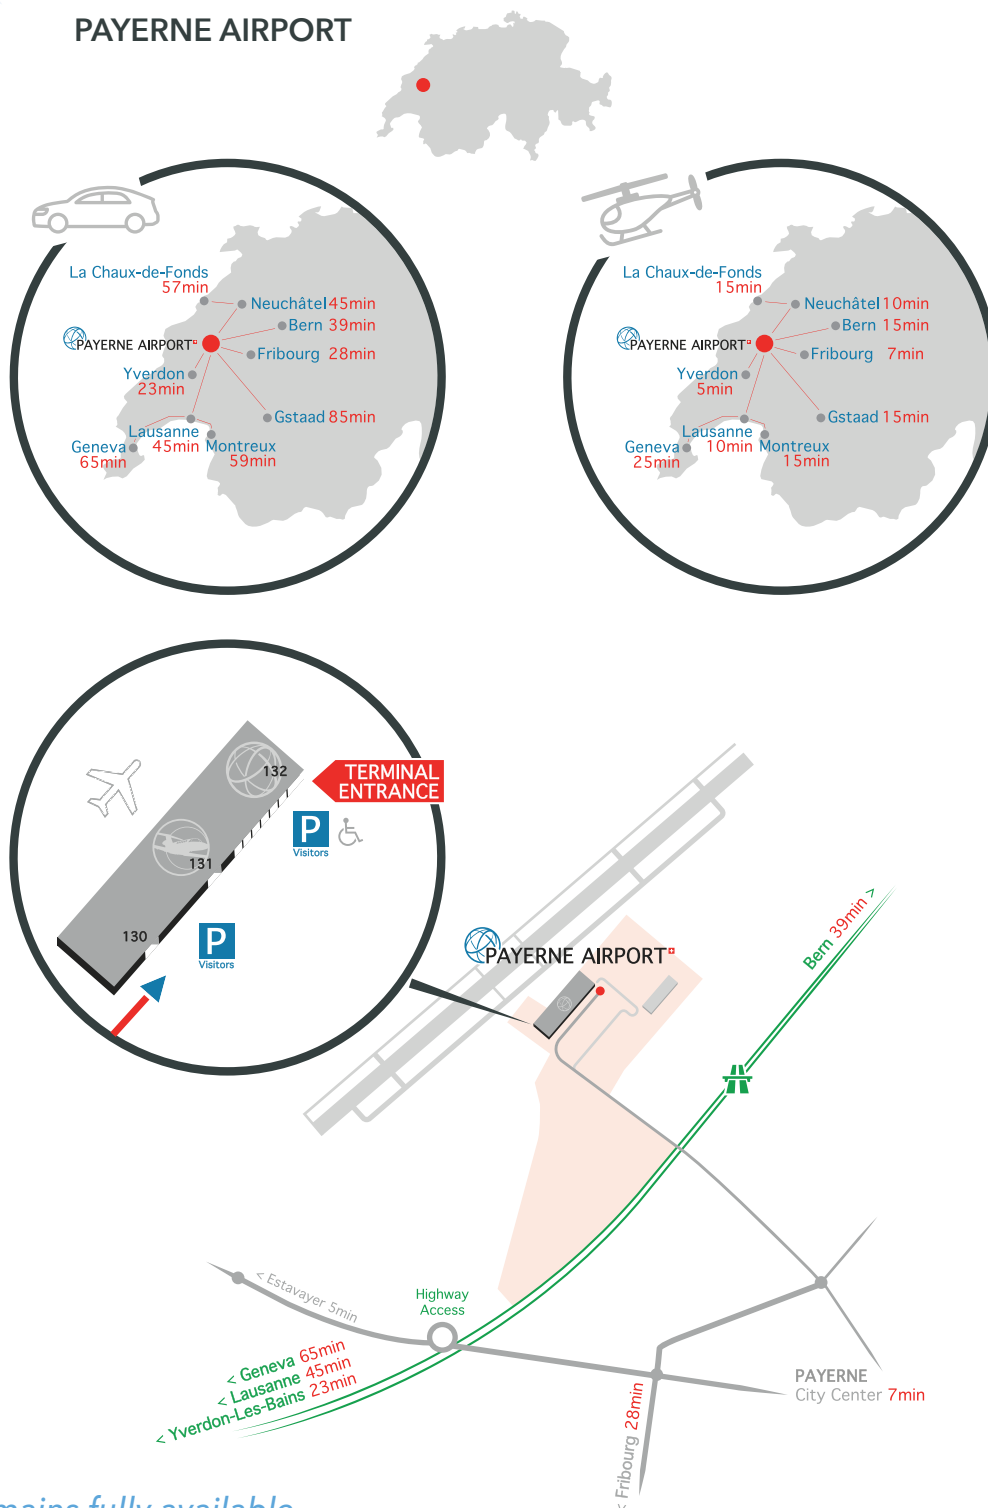 PAYERNE AIRPORT
La Chaux-de-Fonds
57min
Neuchâtel 45min
Bern 39min
PAYERNE AIRPORT
Fribourg 28min
Yverdon
23min
Gstaad 85min
Lausanne
45min
Geneva
65min
Montreux
59min
La Chaux-de-Fonds
15min
Neuchâtel 10min
Bern 15min
PAYERNE AIRPORT
Fribourg 7min
Yverdon
5min
Gstaad 15min
Lausanne
10min
Geneva
25min
Montreux
15min
132
TERMINAL
ENTRANCE
P
Visitors
131
130
P
Visitors
PAYERNE AIRPORT
Bern 39min >
< Estavayer 5min
Highway
Access
< Geneva 65min
< Lausanne 45min
< Yverdon-Les-Bains 23min
PAYERNE
City Center 7min
< Fribourg 28min
fully available